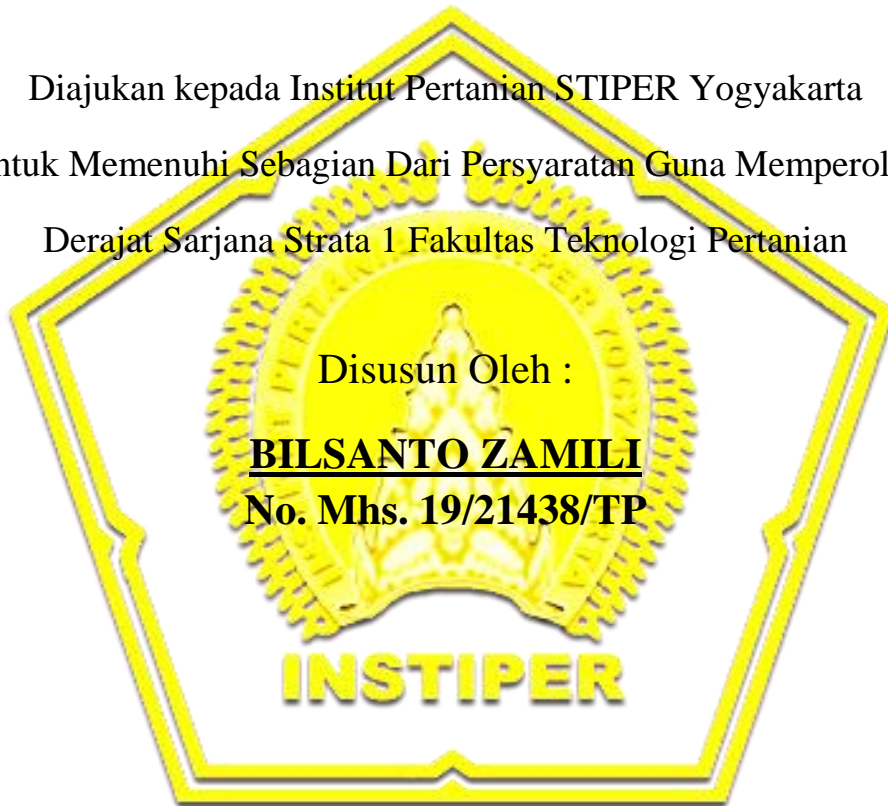 Diajukan kepada Institut Pertanian STIPER Yogyakarta
ntuk Memenuhi Sebagian Dari Persyaratan Guna Memperol
Derajat Sarjana Strata 1 Fakultas Teknologi Pertanian
Disusun Oleh :
BILSANTO ZAMILI
No. Mhs. 19/21438/TP
INSTIPER